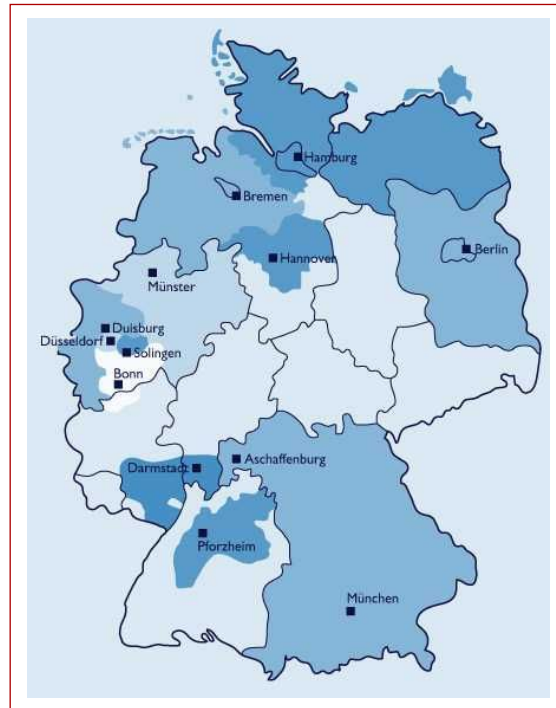 Hamburg
Bremen
Berlin
Hannover
Münster
Duisburg
Düsseldorf
Solingen
Bonn
Aschaffenburg
Darmstadt
Pforzheim
München